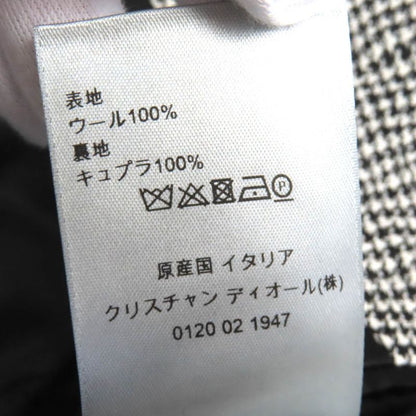 表地
ウール100%
裏地
キュプラ100%
P
原産国 イタリア
クリスチャン ディオール(株)
0120 02 1947